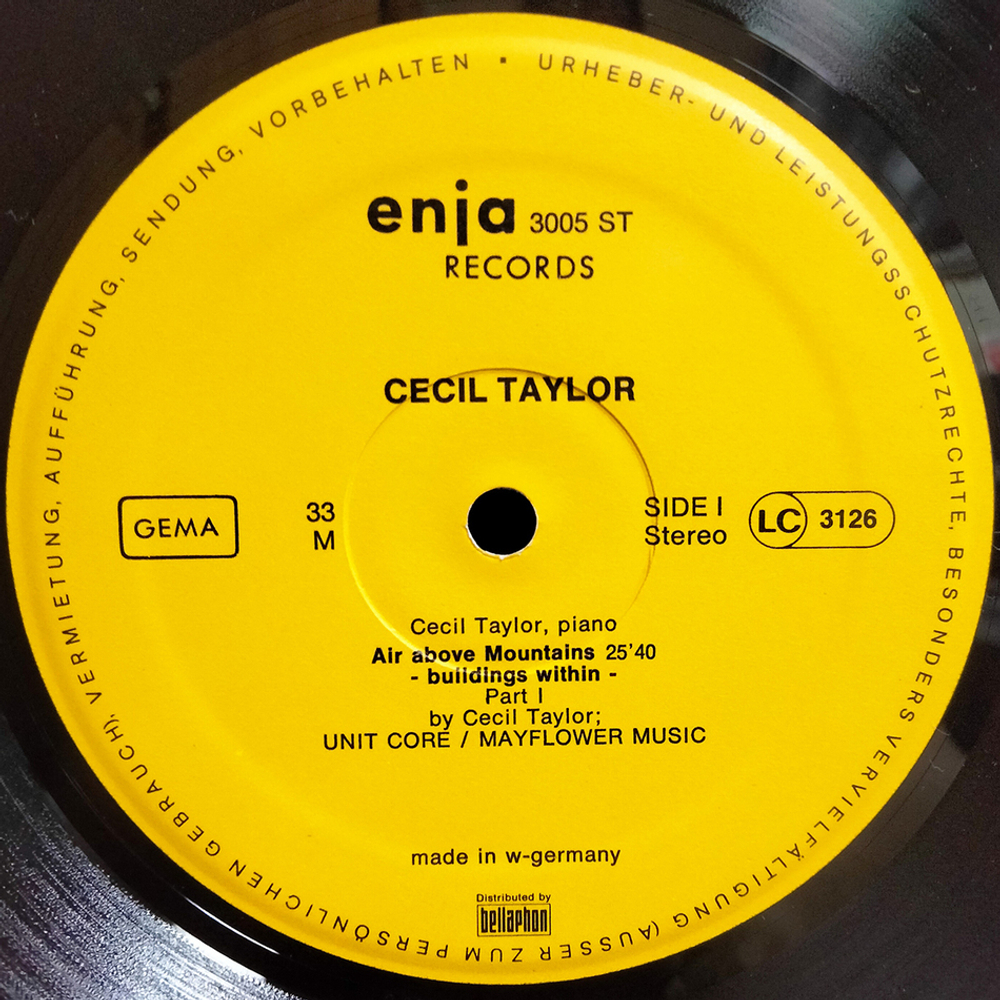 URHEBER- UND LEISTUNGSSCHUTZRECHTE, BESONDERS VERVIELFÄLTIGUNG (AUSSER ZUM PERSÖNLICHEN GEBRAUCH), VERMIETUNG, AUFFÜHRUNG, SENDUNG, VORBEHALTEN ▪
enja 3005 ST
RECORDS
CECIL TAYLOR
GEMA
33
M
SIDE I
Stereo
LC 3126
Cecil Taylor, piano
Air above Mountains 25'40
- buildings within -
Part I
by Cecil Taylor;
UNIT CORE / MAYFLOWER MUSIC
made in w-germany
Distributed by
bellaphon